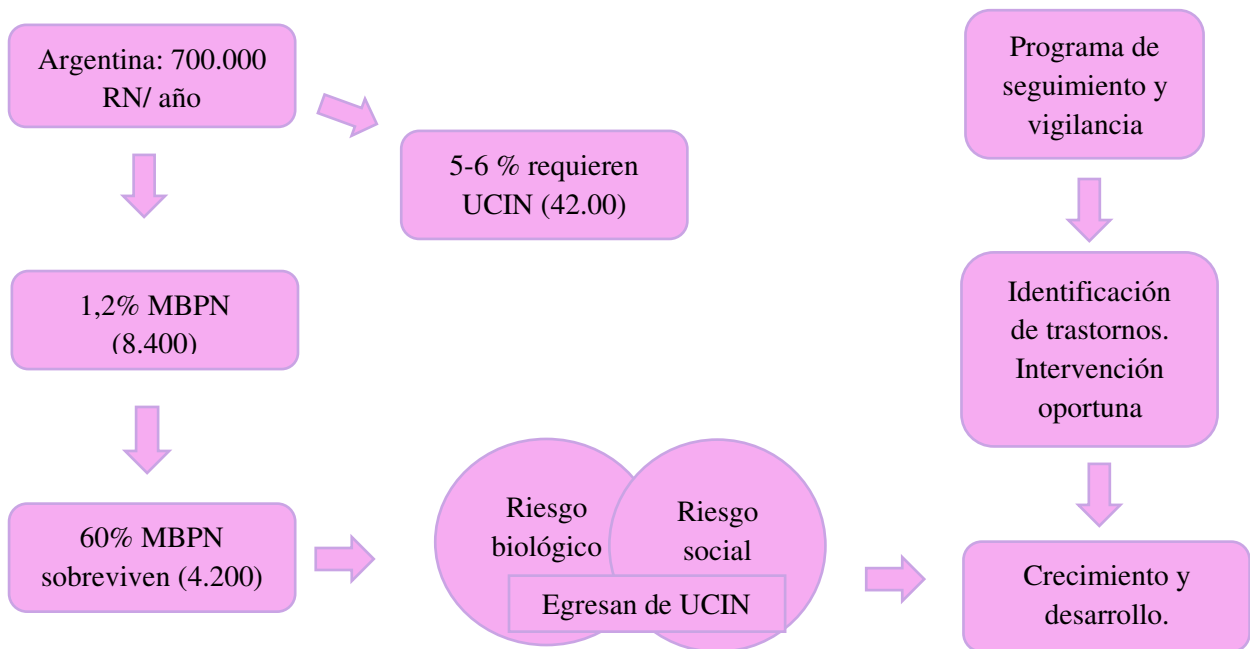 Argentina: 700.000
RN/ año
5-6 % requieren
UCIN (42.00)
1,2% MBPN
(8.400)
60% MBPN
sobreviven (4.200)
Riesgo
biológico
Riesgo
social
Egresan de UCIN
Programa de
seguimiento y
vigilancia
Identificación
de trastornos.
Intervención
oportuna
Crecimiento y
desarrollo.